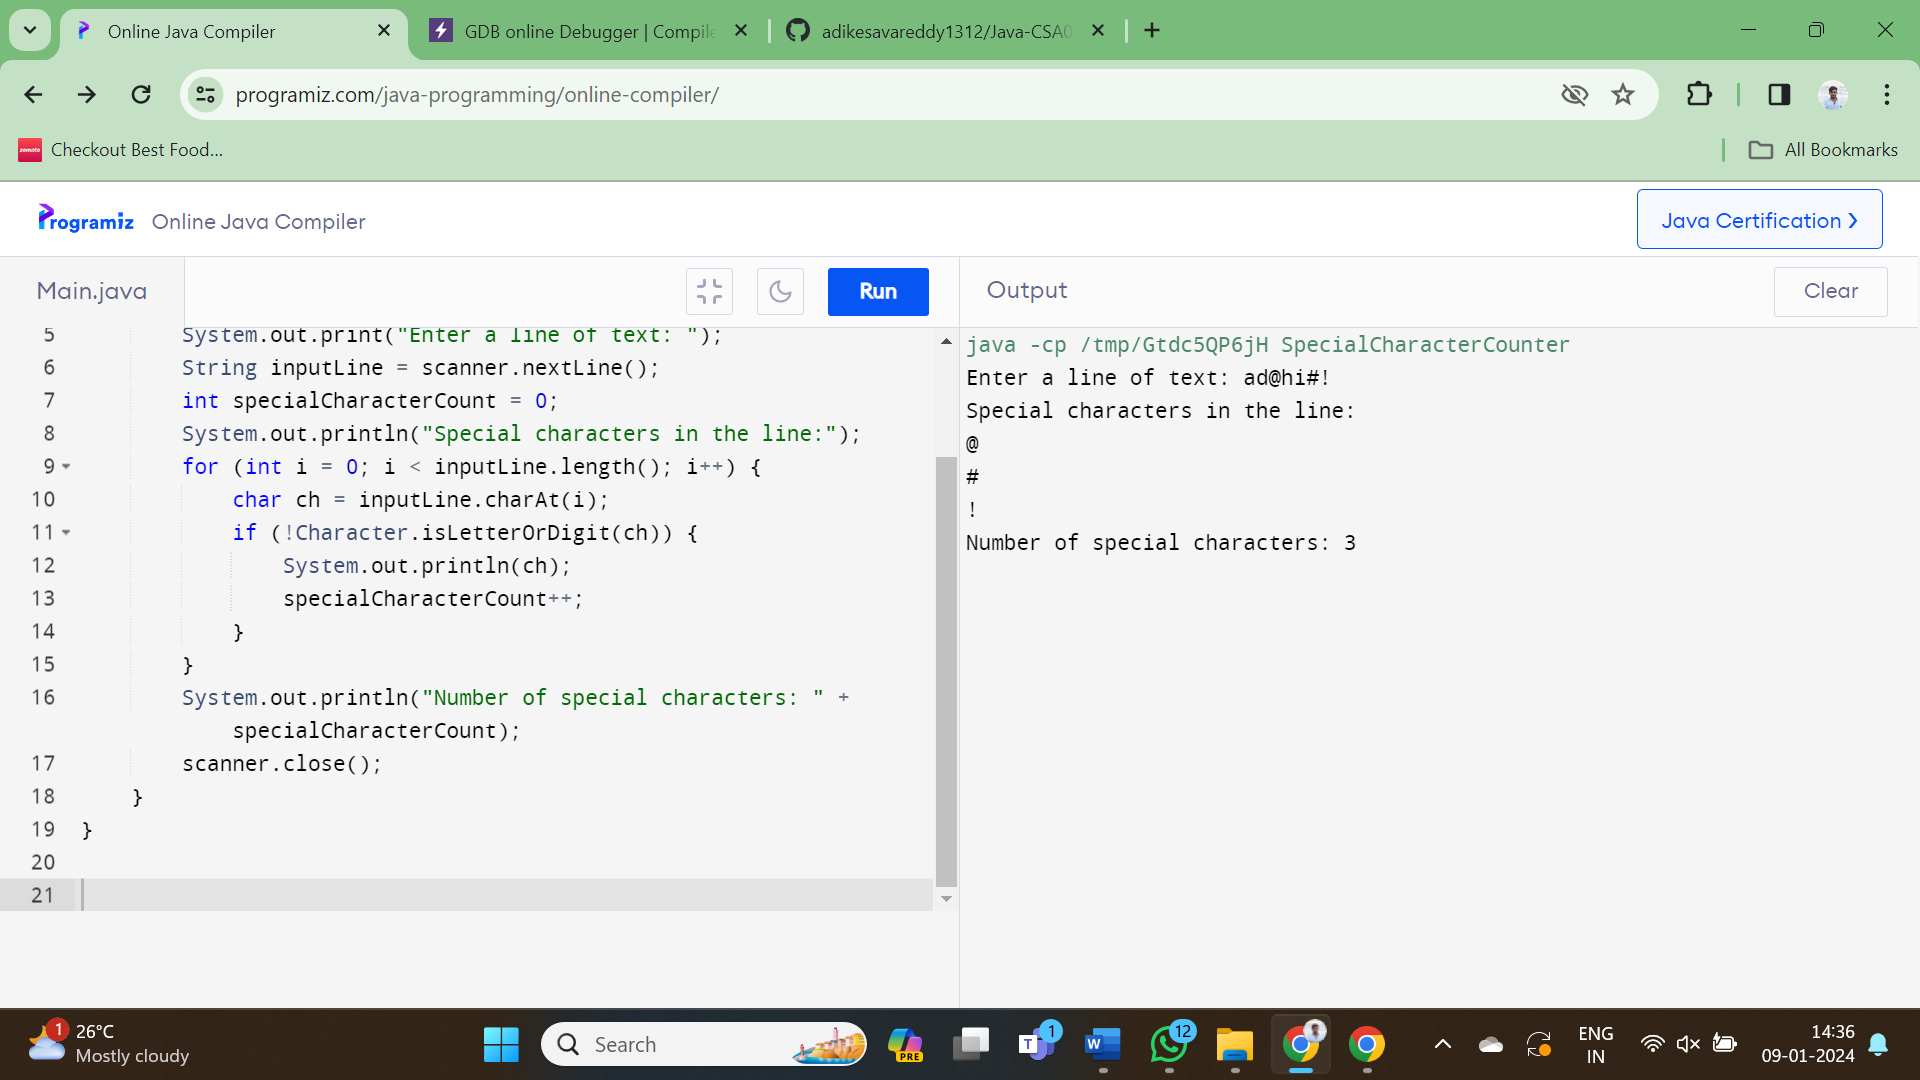 Online Java Compiler
GDB online Debugger | Compile
adikesavareddy1312/Java-CSA0
programiz.com/java-programming/online-compiler/
zomato Checkout Best Food...
All Bookmarks
Programiz Online Java Compiler
Java Certification ›
Main.java
Run
Output
Clear
5 System.out.print("Enter a line of text: ");
6 String inputLine = scanner.nextLine();
7 int specialCharacterCount = 0;
8 System.out.println("Special characters in the line:");
9 for (int i = 0; i < inputLine.length(); i++) {
10 char ch = inputLine.charAt(i);
11 if (!Character.isLetterOrDigit(ch)) {
12 System.out.println(ch);
13 specialCharacterCount++;
14 }
15 }
16 System.out.println("Number of special characters: " +
specialCharacterCount);
17 scanner.close();
18 }
19 }
20
21
java -cp /tmp/Gtdc5QP6jH SpecialCharacterCounter
Enter a line of text: ad@hi#!
Special characters in the line:
@
#
!
Number of special characters: 3
1
26°C
Mostly cloudy
Search
PRE
T 1
W
12
ENG
IN
14:36
09-01-2024